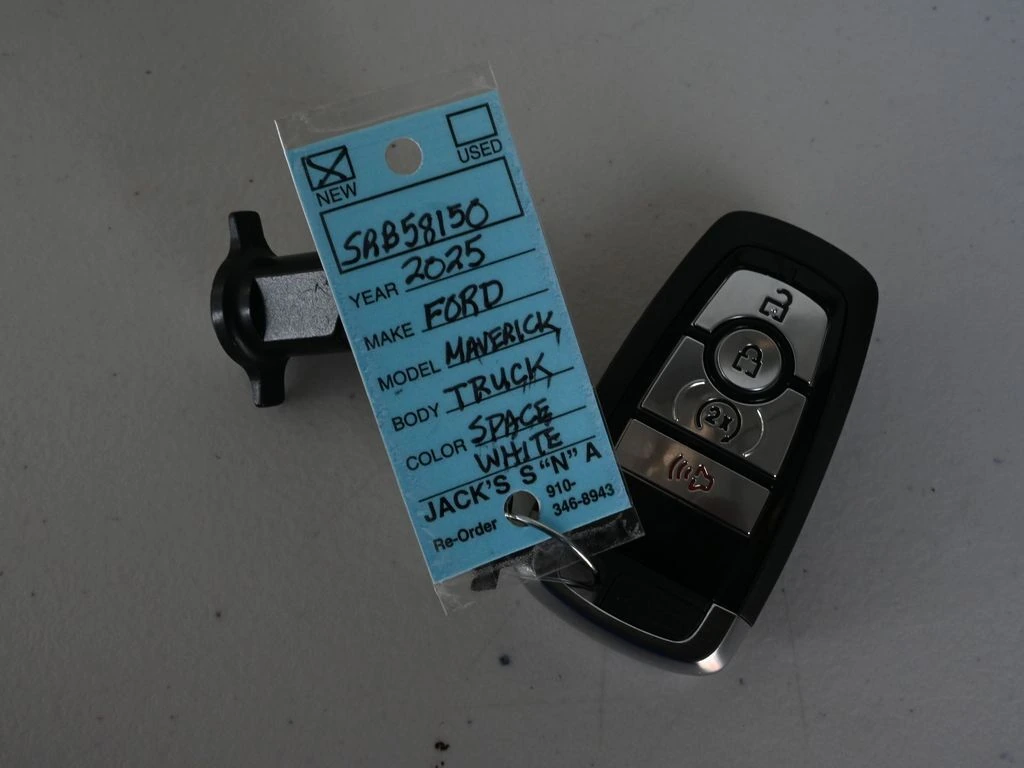 NEW USED
SRB58150
YEAR 2025
MAKE FORD
MODEL MAVERICK
BODY TRUCK
COLOR SPACE
WHITE
JACK'S S "N" A
Re-Order 910-
346-8943
2X